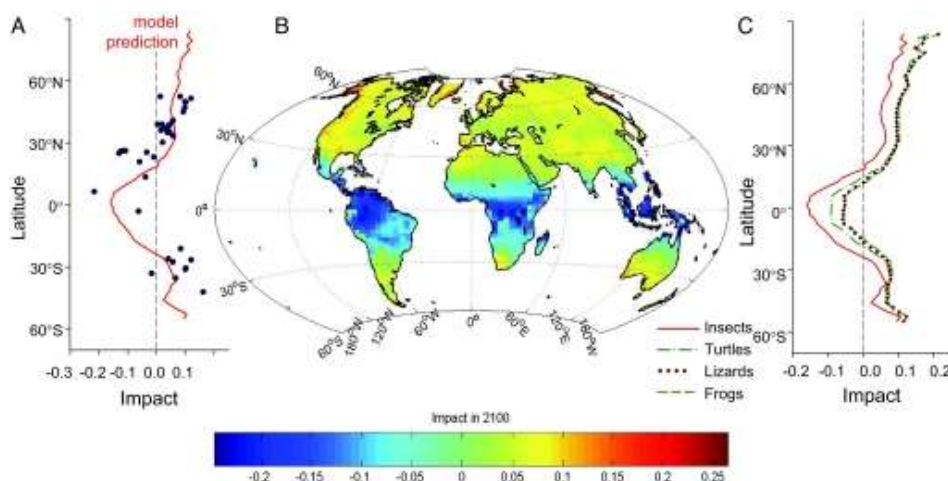 A
model
prediction
60°N
30°N
0°
30°S
60°S
Latitude
-0.3 -0.2 -0.1 0.0 0.1
Impact
B
60°N
30°N
0°
30°S
60°S
180°W
120°W
60°W
0°
60°E
120°E
180°W
C
60°N
30°N
0°
30°S
60°S
Latitude
Insects
Turtles
Lizards
Frogs
-0.2 -0.1 0.0 0.1 0.2
Impact
Impact in 2100
-0.2 -0.15 -0.1 -0.05 0 0.05 0.1 0.15 0.2 0.25